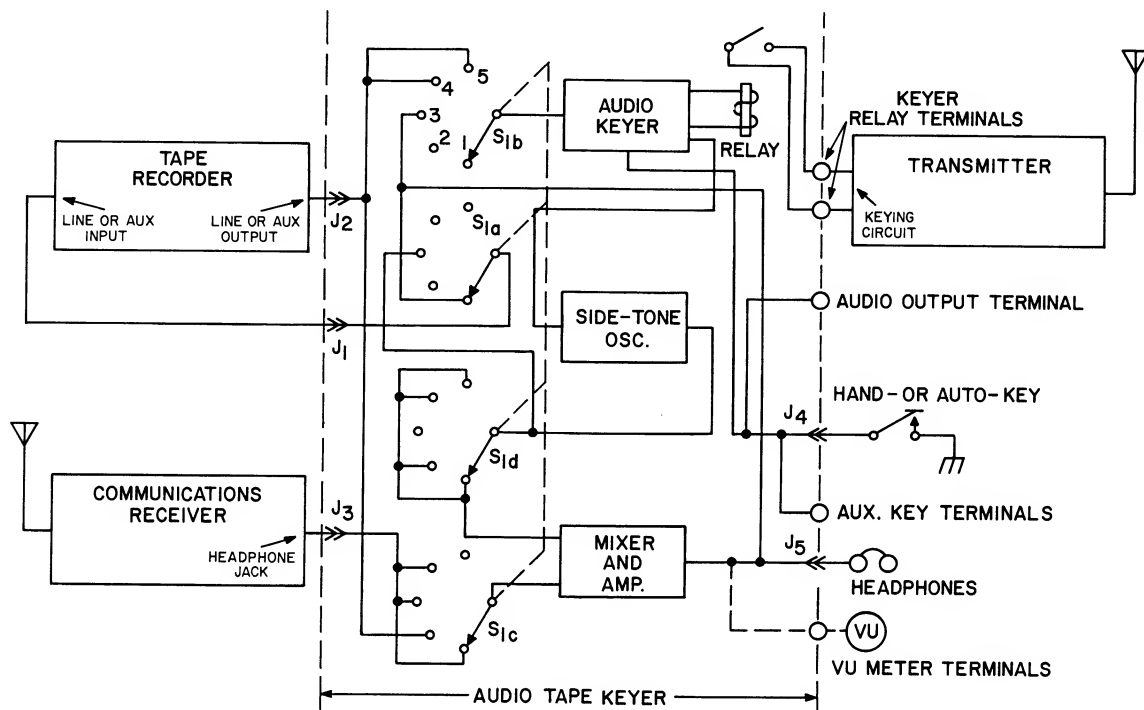 TAPE
RECORDER
LINE OR AUX
INPUT
LINE OR AUX
OUTPUT
J2
J1
COMMUNICATIONS
RECEIVER
HEADPHONE
JACK
J3
5
4
3
2
1
S1b
S1a
S1d
S1c
AUDIO
KEYER
RELAY
SIDE-TONE
OSC.
MIXER
AND
AMP.
KEYER
RELAY TERMINALS
TRANSMITTER
KEYING
CIRCUIT
AUDIO OUTPUT TERMINAL
HAND-OR AUTO-KEY
J4
AUX. KEY TERMINALS
J5
HEADPHONES
VU
VU METER TERMINALS
AUDIO TAPE KEYER